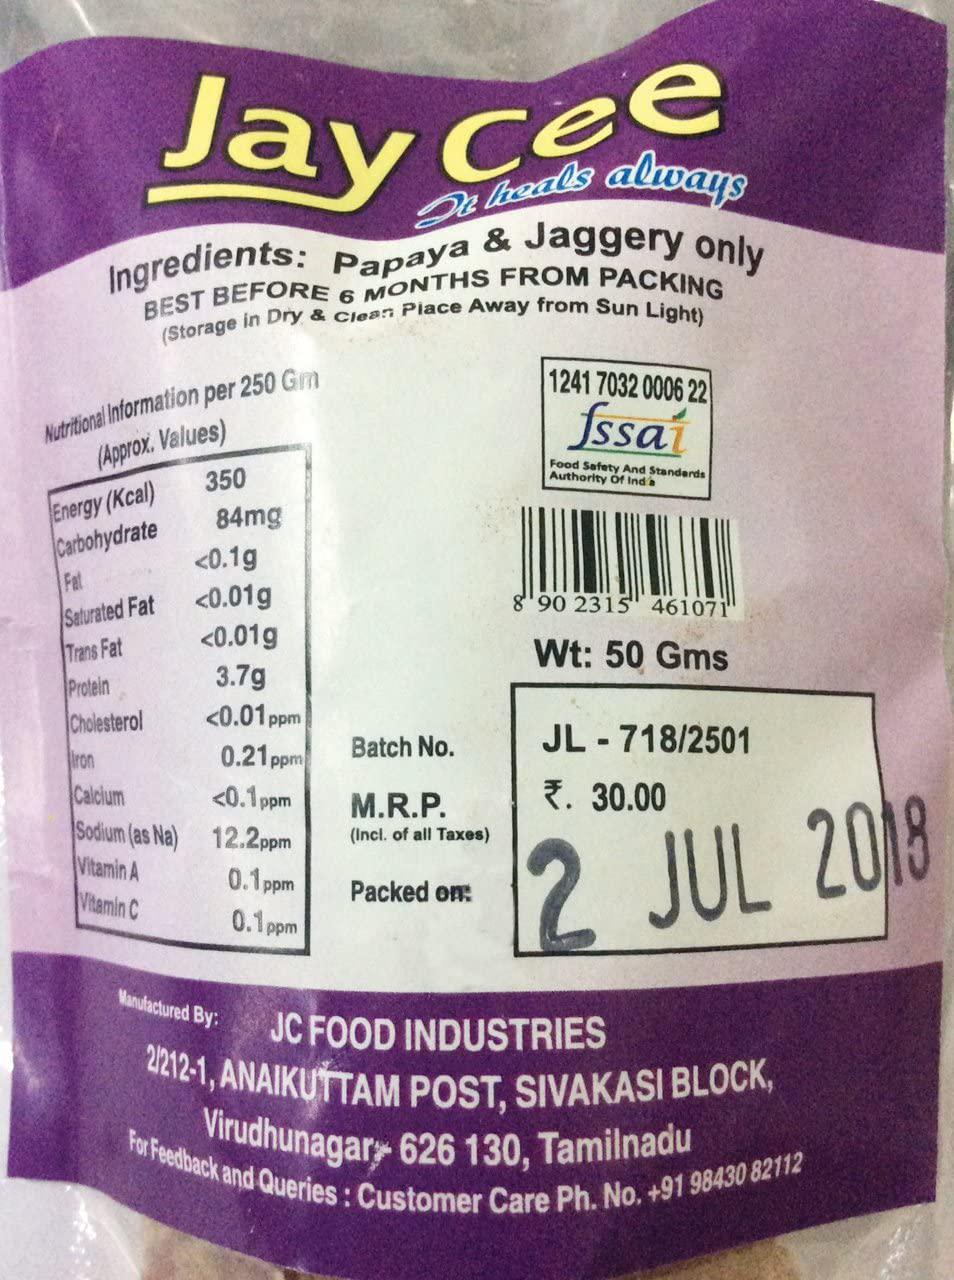 Jay Cee
It heals always
Ingredients: Papaya & Jaggery only
BEST BEFORE 6 MONTHS FROM PACKING
(Storage in Dry & Clean Place Away from Sun Light)
Nutritional Information per 250 Gm
(Approx. Values)
Energy (Kcal) 350
Carbohydrate 84mg
Fat <0.1g
Saturated Fat <0.01g
Trans Fat <0.01g
Protein 3.7g
Cholesterol <0.01ppm
Iron 0.21ppm
Calcium <0.1ppm
Sodium (as Na) 12.2ppm
Vitamin A 0.1ppm
Vitamin C 0.1ppm
1241 7032 0006 22
fssai
Food Safety And Standards
Authority Of India
8 90 2315 461071
Wt: 50 Gms
Batch No. JL - 718/2501
M.R.P. ₹. 30.00
(Incl. of all Taxes)
Packed on: 2 JUL 2018
Manufactured By: JC FOOD INDUSTRIES
2/212-1, ANAIKUTTAM POST, SIVAKASI BLOCK,
Virudhunagar - 626 130, Tamilnadu
For Feedback and Queries : Customer Care Ph. No. +91 98430 82112